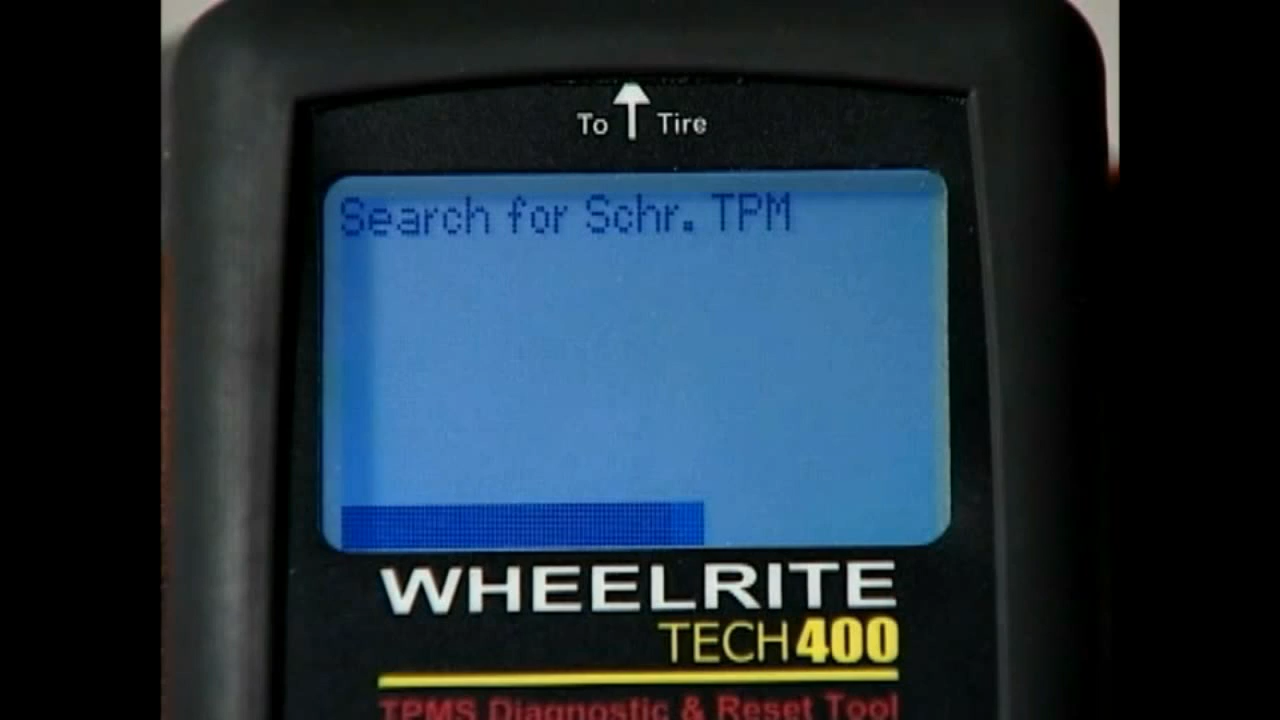 To Tire
Search for Schr. TPM
WHEELRITE
TECH400
TPMS Diagnostic & Reset Tool